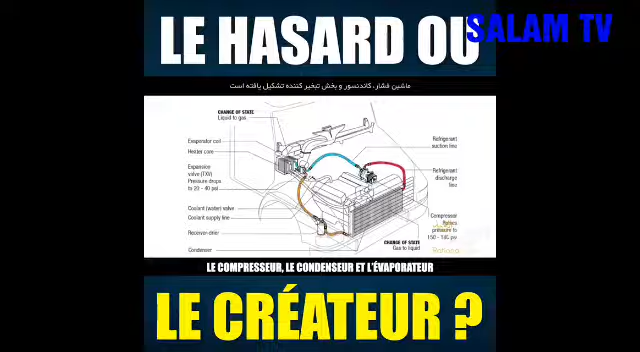 LE HASARD OU
SALAM TV
ماشین فشار، کاندنسور و بخش تبخیر کننده تشکیل یافته است
CHANGE OF STATE
Liquid to gas
Evaporator coil
Heater core
Expansion
valve (TXV)
Pressure drops
to 20 - 40 psi
Coolant (water) valve
Coolant supply line
Receiver-drier
Condenser
Refrigerant
suction line
Refrigerant
discharge
line
Compressor
Raises
pressure to
CHANGE OF STATE
Gas to liquid
LE COMPRESSEUR, LE CONDENSEUR ET L'ÉVAPORATEUR
LE CRÉATEUR ?